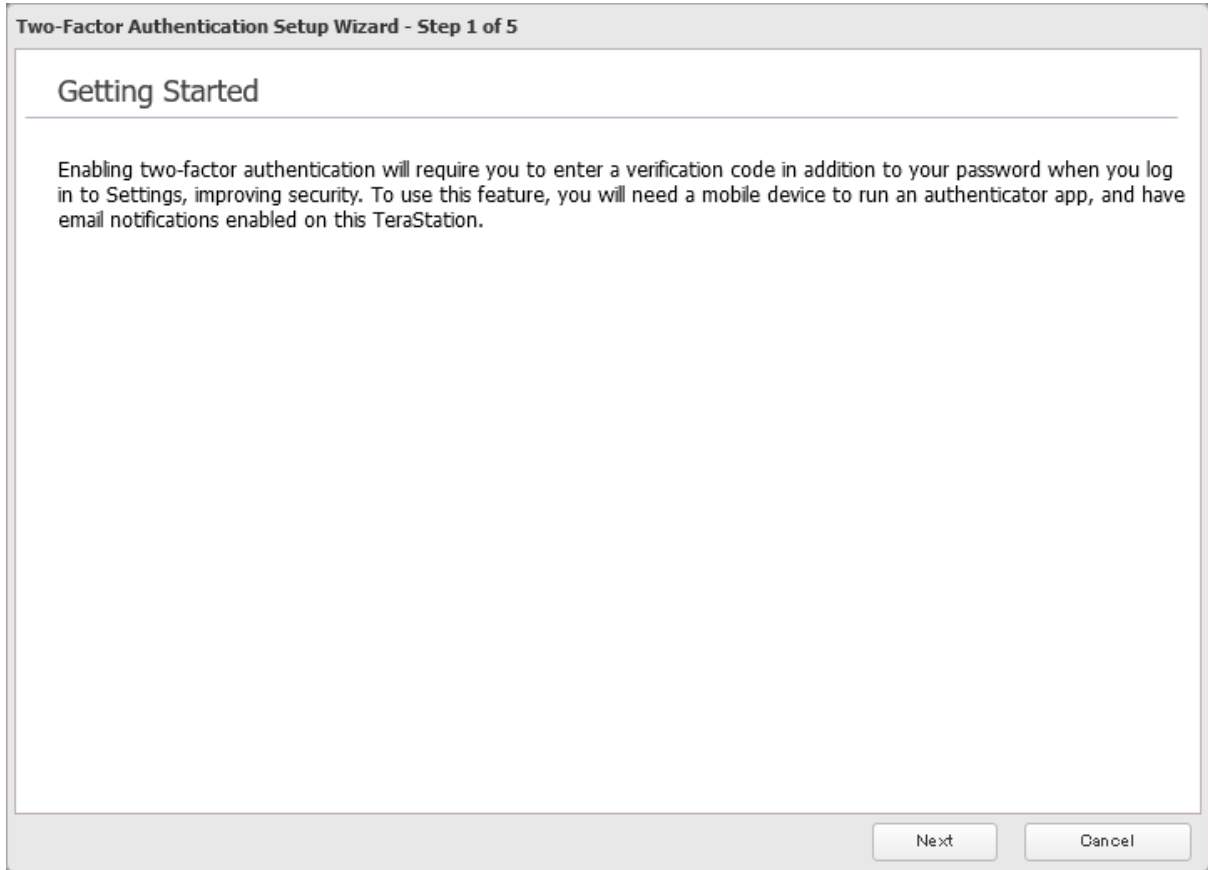 Two-Factor Authentication Setup Wizard - Step 1 of 5
Getting Started
Enabling two-factor authentication will require you to enter a verification code in addition to your password when you log
in to Settings, improving security. To use this feature, you will need a mobile device to run an authenticator app, and have
email notifications enabled on this TeraStation.
Next
Cancel